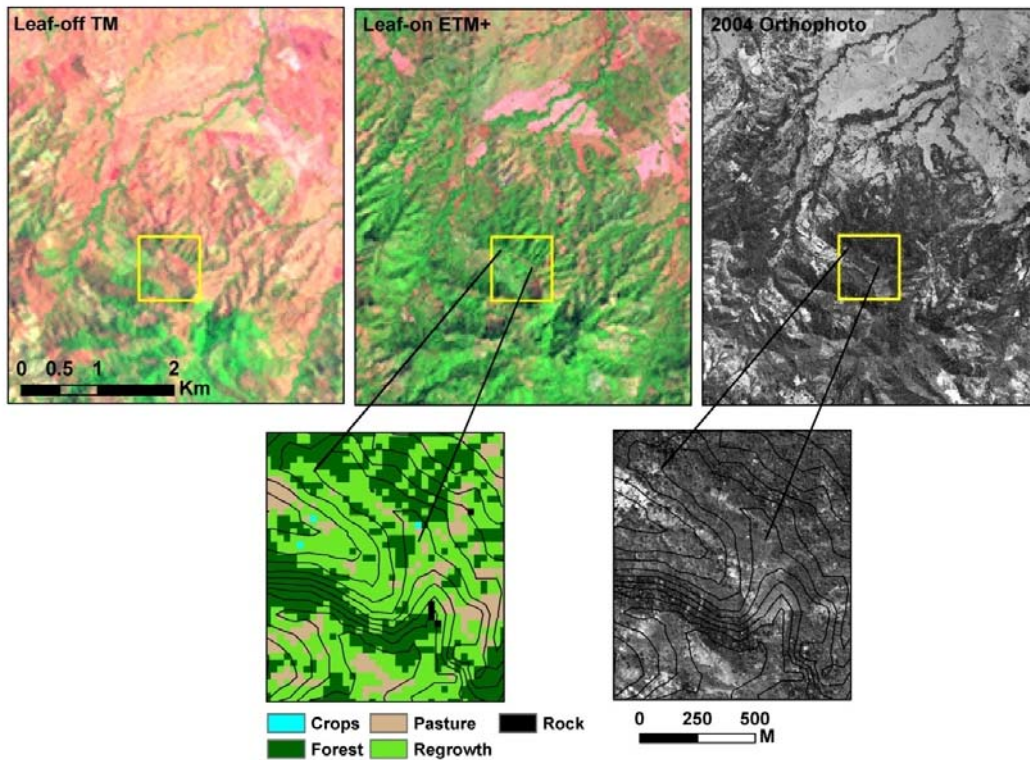 Leaf-off TM
Leaf-on ETM+
2004 Orthophoto
0 0.5 1 2
Km
Crops Pasture Rock
Forest Regrowth
0 250 500
M